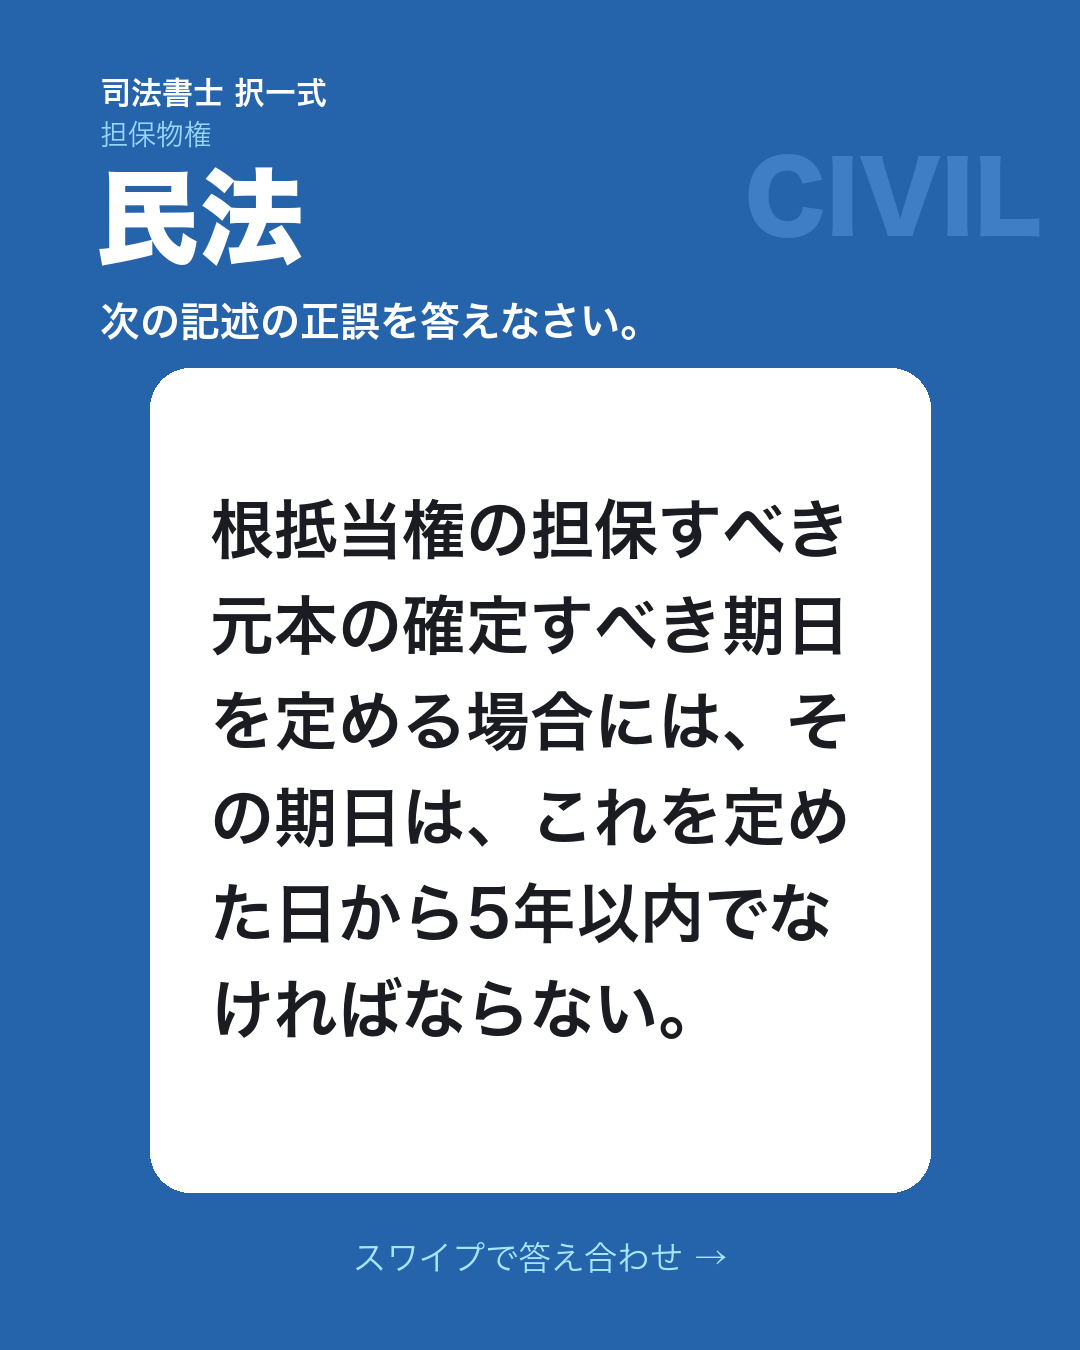 司法書士 択一式
担保物権
民法
CIVIL
次の記述の正誤を答えなさい。
根抵当権の担保すべき
元本の確定すべき期日
を定める場合には、そ
の期日は、これを定め
た日から5年以内でな
ければならない。
スワイプで答え合わせ →